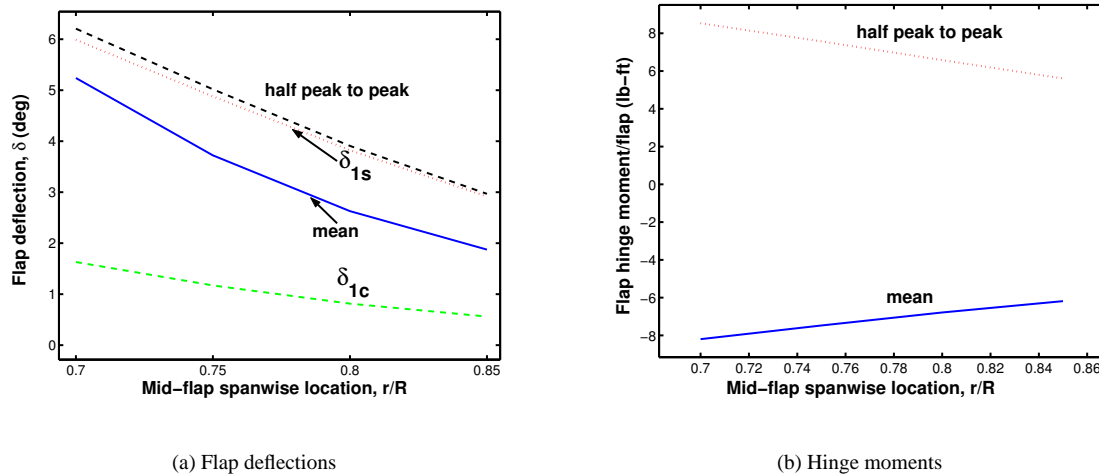 Flap deflection, δ (deg)
6
5
4
3
2
1
0
half peak to peak
δ1s
mean
δ1c
0.7 0.75 0.8 0.85
Mid−flap spanwise location, r/R
(a) Flap deflections
Flap hinge moment/flap (lb−ft)
8
6
4
2
0
−2
−4
−6
−8
half peak to peak
mean
0.7 0.72 0.74 0.76 0.78 0.8 0.82 0.84 0.86
Mid−flap spanwise location, r/R
(b) Hinge moments